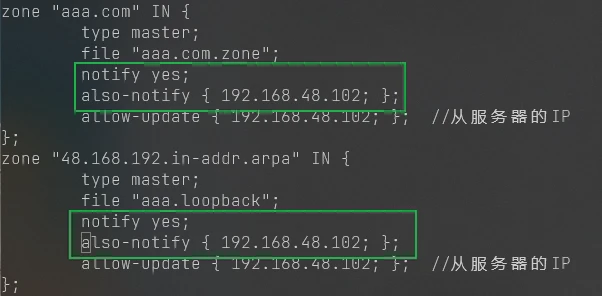 zone "aaa.com" IN {
type master;
file "aaa.com.zone";
notify yes;
also-notify { 192.168.48.102; };
allow-update { 192.168.48.102; };  //从服务器的IP
};
zone "48.168.192.in-addr.arpa" IN {
type master;
file "aaa.loopback";
notify yes;
also-notify { 192.168.48.102; };
allow-update { 192.168.48.102; };  //从服务器的IP
};